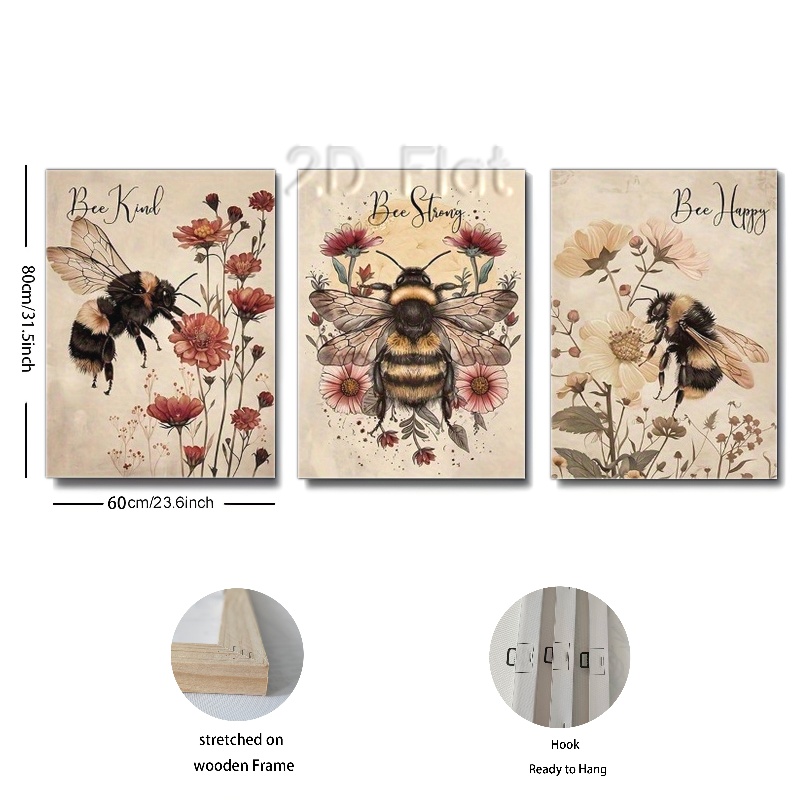 2D Flat
Bee Kind
Bee Strong
Bee Happy
80cm/31.5inch
60cm/23.6inch
stretched on
wooden Frame
Hook
Ready to Hang